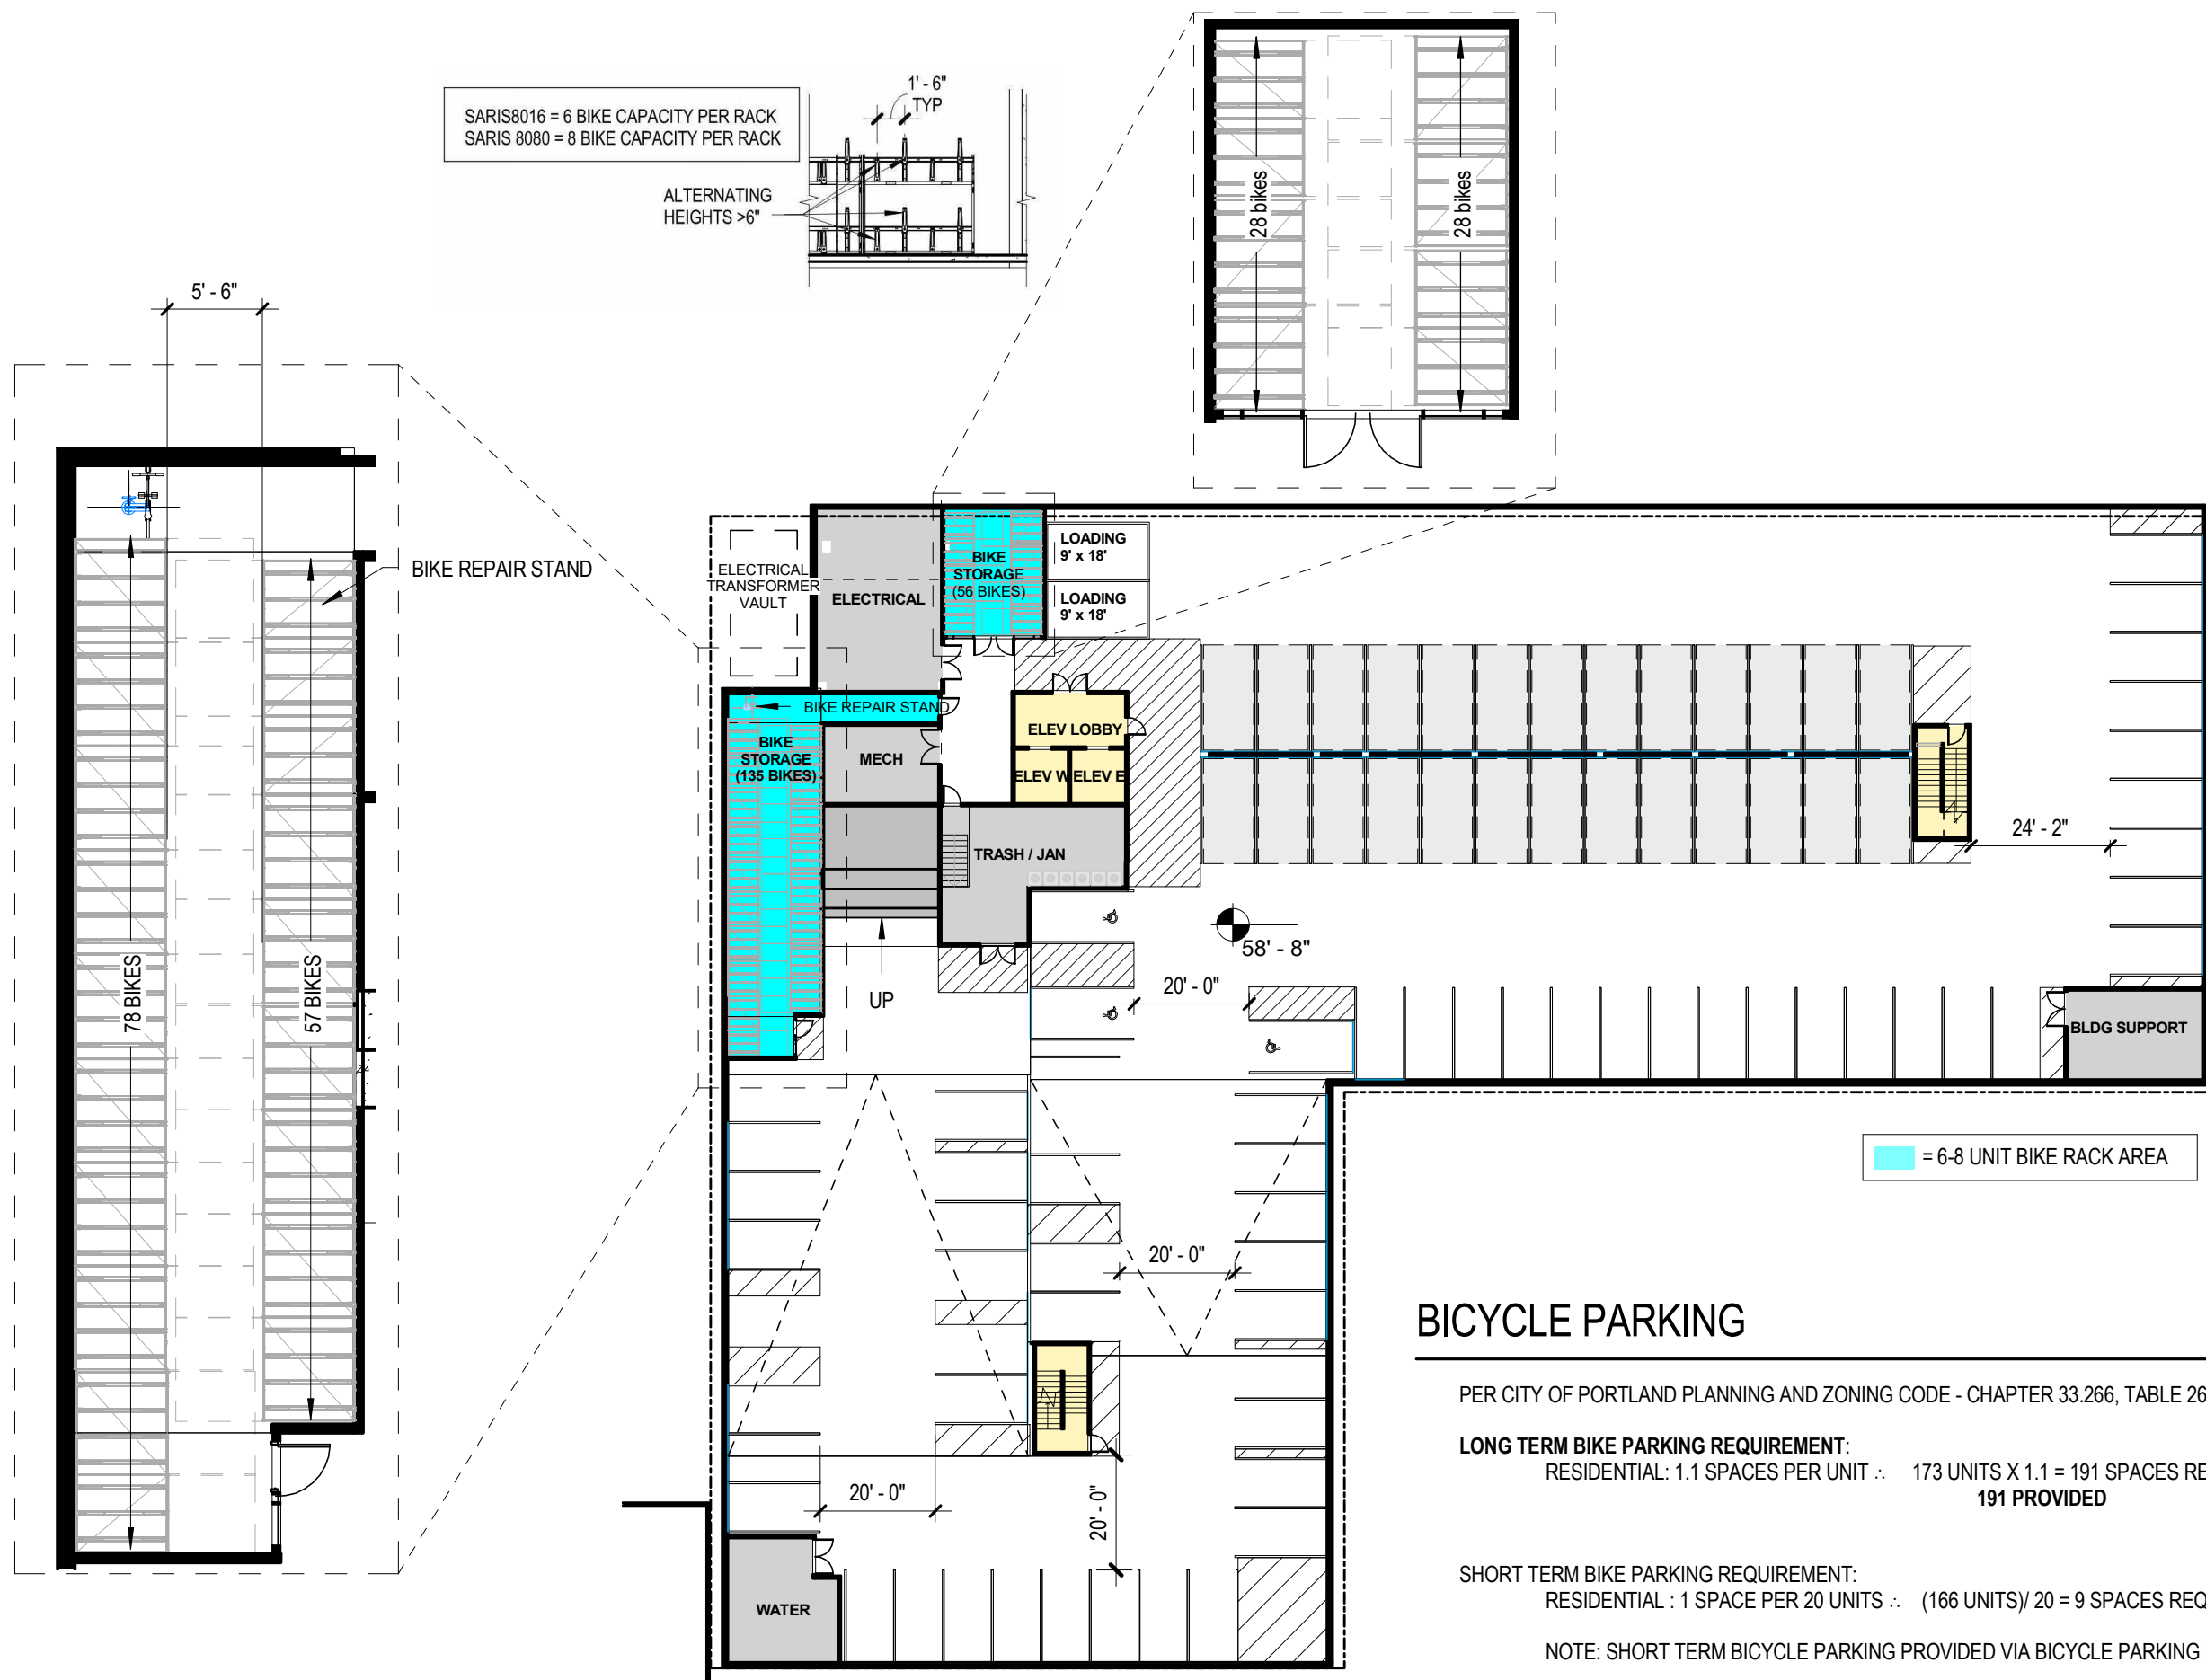 1' - 6"
TYP
SARIS8016 = 6 BIKE CAPACITY PER RACK
SARIS 8080 = 8 BIKE CAPACITY PER RACK
ALTERNATING
HEIGHTS >6"
28 bikes
28 bikes
5' - 6"
BIKE REPAIR STAND
78 BIKES
57 BIKES
ELECTRICAL
TRANSFORMER
VAULT
ELECTRICAL
BIKE
STORAGE
(56 BIKES)
LOADING
9' x 18'
LOADING
9' x 18'
BIKE REPAIR STAND
BIKE
STORAGE
(135 BIKES)
MECH
ELEV LOBBY
ELEV W
ELEV E
TRASH / JAN
UP
58' - 8"
24' - 2"
20' - 0"
BLDG SUPPORT
= 6-8 UNIT BIKE RACK AREA
20' - 0"
20' - 0"
20' - 0"
WATER
BICYCLE PARKING
PER CITY OF PORTLAND PLANNING AND ZONING CODE - CHAPTER 33.266, TABLE 26
LONG TERM BIKE PARKING REQUIREMENT:
RESIDENTIAL: 1.1 SPACES PER UNIT ∴ 173 UNITS X 1.1 = 191 SPACES RE
191 PROVIDED
SHORT TERM BIKE PARKING REQUIREMENT:
RESIDENTIAL : 1 SPACE PER 20 UNITS ∴ (166 UNITS)/ 20 = 9 SPACES REQ
NOTE: SHORT TERM BICYCLE PARKING PROVIDED VIA BICYCLE PARKING